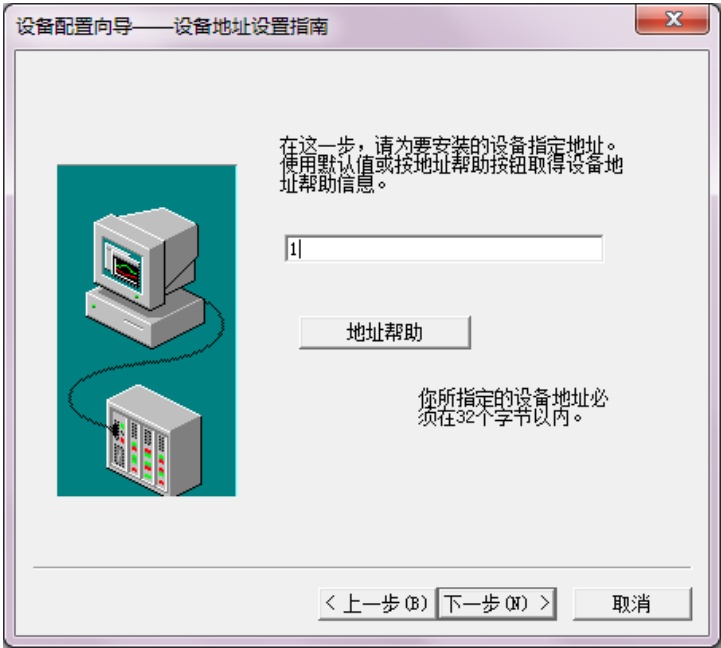 设备配置向导——设备地址设置指南
在这一步，请为要安装的设备指定地址。
使用默认值或按地址帮助按钮取得设备地
址帮助信息。
1
地址帮助
你所指定的设备地址必
须在32个字节以内。
< 上一步(B) 下一步(N) > 取消